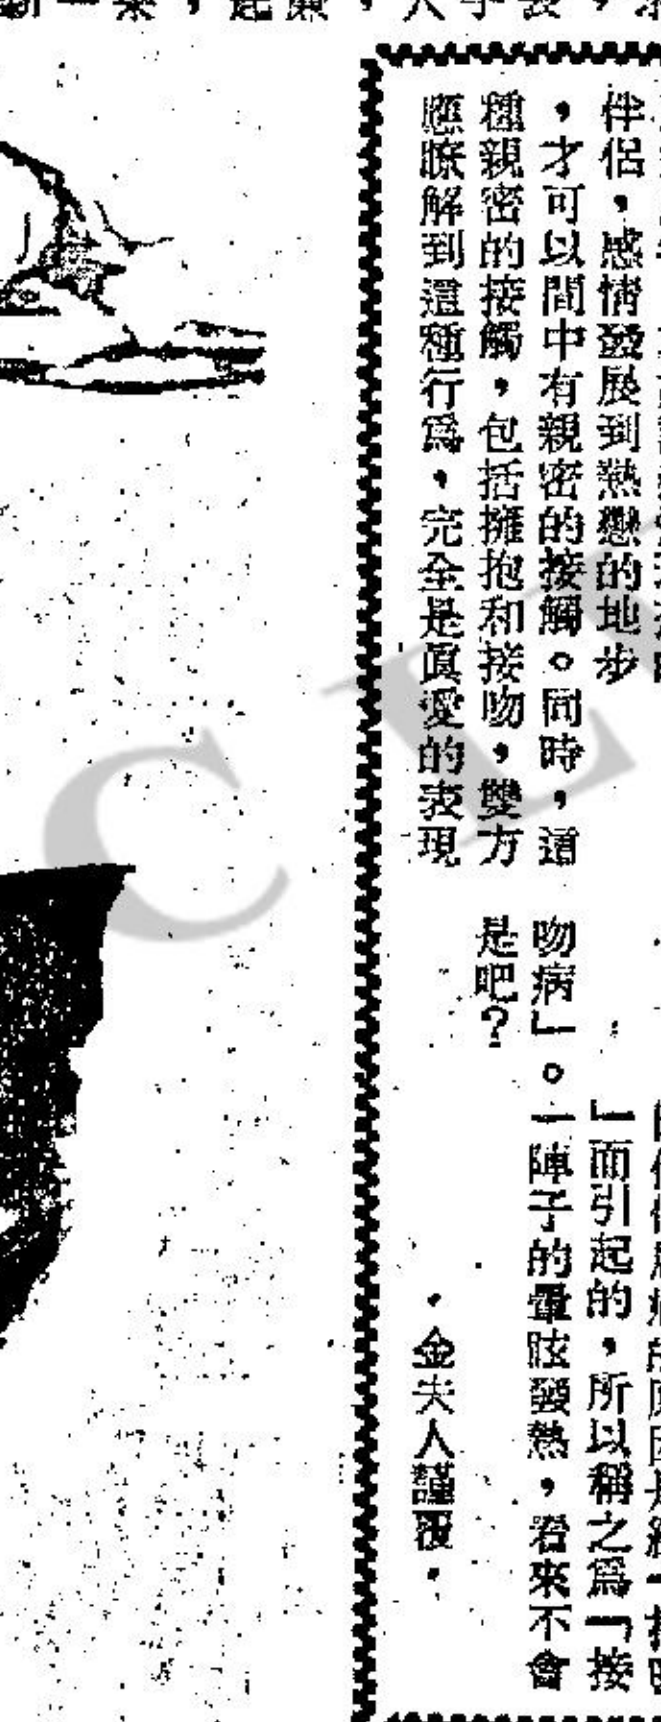 伴侶，感情發展到熱戀的地步
，才可以間中有親密的接觸。同時，這
種親密的接觸，包括擁抱和接吻，雙方
應瞭解到這種行爲，完全是眞愛的表現
」而引起的，所以稱之爲「接
吻病」。一陣子的暈眩發熱，看來不會
是吧？
・金夫人謹覆・